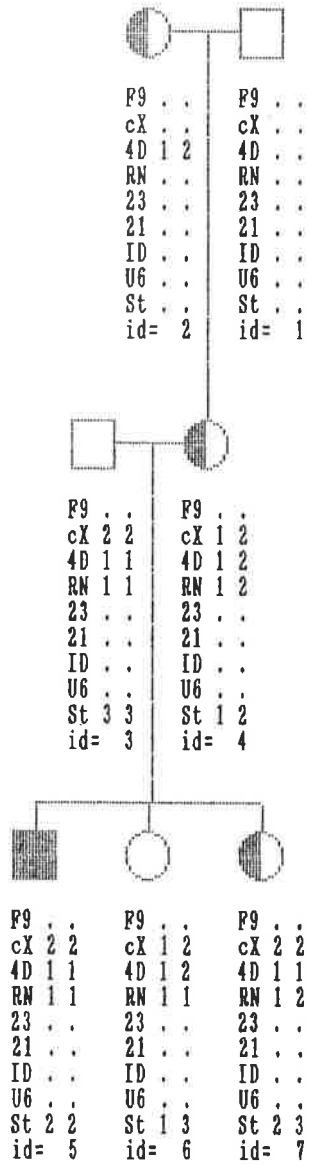 F9 . . F9 . .
cX . . cX . .
4D 1 2 4D . .
RN . . RN . .
23 . . 23 . .
21 . . 21 . .
ID . . ID . .
U6 . . U6 . .
St . . St . .
id= 2 id= 1
F9 . . F9 . .
cX 2 2 cX 1 2
4D 1 1 4D 1 2
RN 1 1 RN 1 2
23 . . 23 . .
21 . . 21 . .
ID . . ID . .
U6 . . U6 . .
St 3 3 St 1 2
id= 3 id= 4
F9 . . F9 . . F9 . .
cX 2 2 cX 1 2 cX 2 2
4D 1 1 4D 1 2 4D 1 1
RN 1 1 RN 1 1 RN 1 2
23 . . 23 . . 23 . .
21 . . 21 . . 21 . .
ID . . ID . . ID . .
U6 . . U6 . . U6 . .
St 2 2 St 1 3 St 2 3
id= 5 id= 6 id= 7